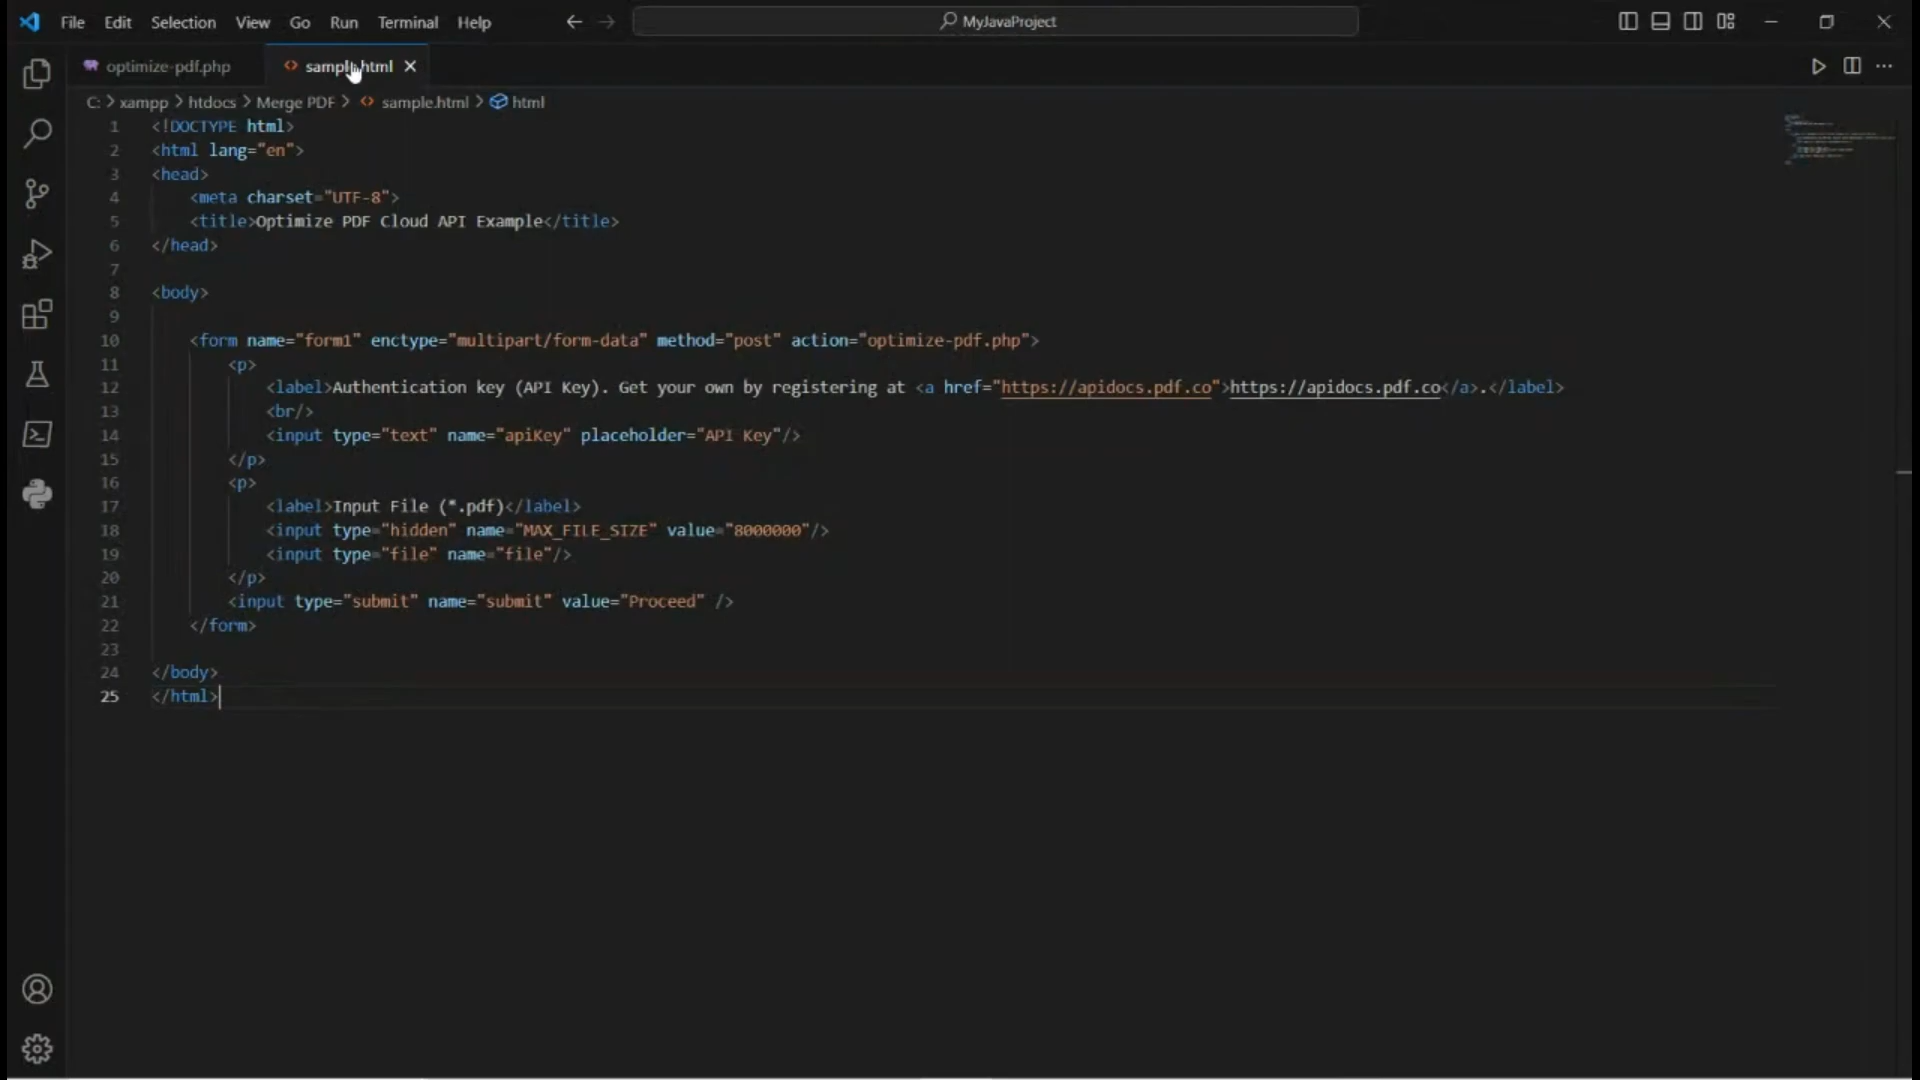 File Edit Selection View Go Run Terminal Help MyJavaProject
optimize-pdf.php sample.html
C: > xampp > htdocs > Merge PDF > sample.html > html
1 <!DOCTYPE html>
2 <html lang="en">
3 <head>
4 <meta charset="UTF-8">
5 <title>Optimize PDF Cloud API Example</title>
6 </head>
7
8 <body>
9
10 <form name="form1" enctype="multipart/form-data" method="post" action="optimize-pdf.php">
11 <p>
12 <label>Authentication key (API Key). Get your own by registering at <a href="https://apidocs.pdf.co">https://apidocs.pdf.co</a>.</label>
13 <br/>
14 <input type="text" name="apiKey" placeholder="API Key"/>
15 </p>
16 <p>
17 <label>Input File (*.pdf)</label>
18 <input type="hidden" name="MAX_FILE_SIZE" value="8000000"/>
19 <input type="file" name="file"/>
20 </p>
21 <input type="submit" name="submit" value="Proceed" />
22 </form>
23
24 </body>
25 </html>